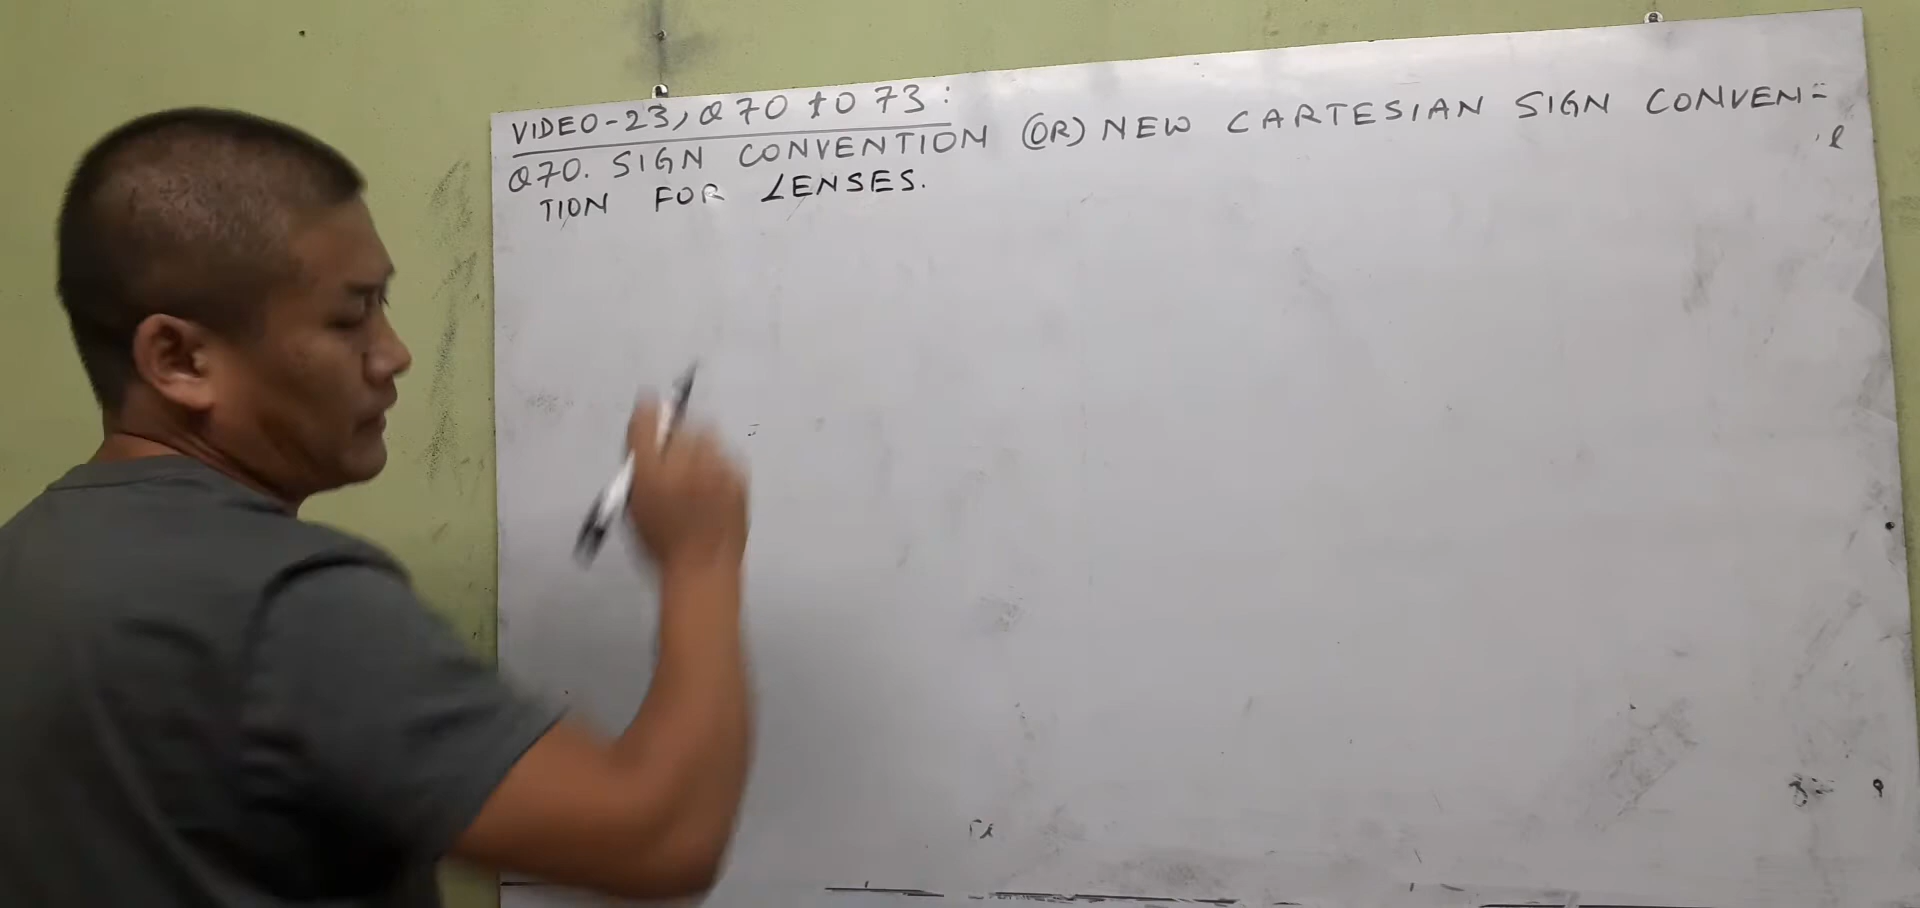 VIDEO-23, Q70 to 73:
Q70. SIGN CONVENTION (OR) NEW CARTESIAN SIGN CONVEN=
TION FOR LENSES.